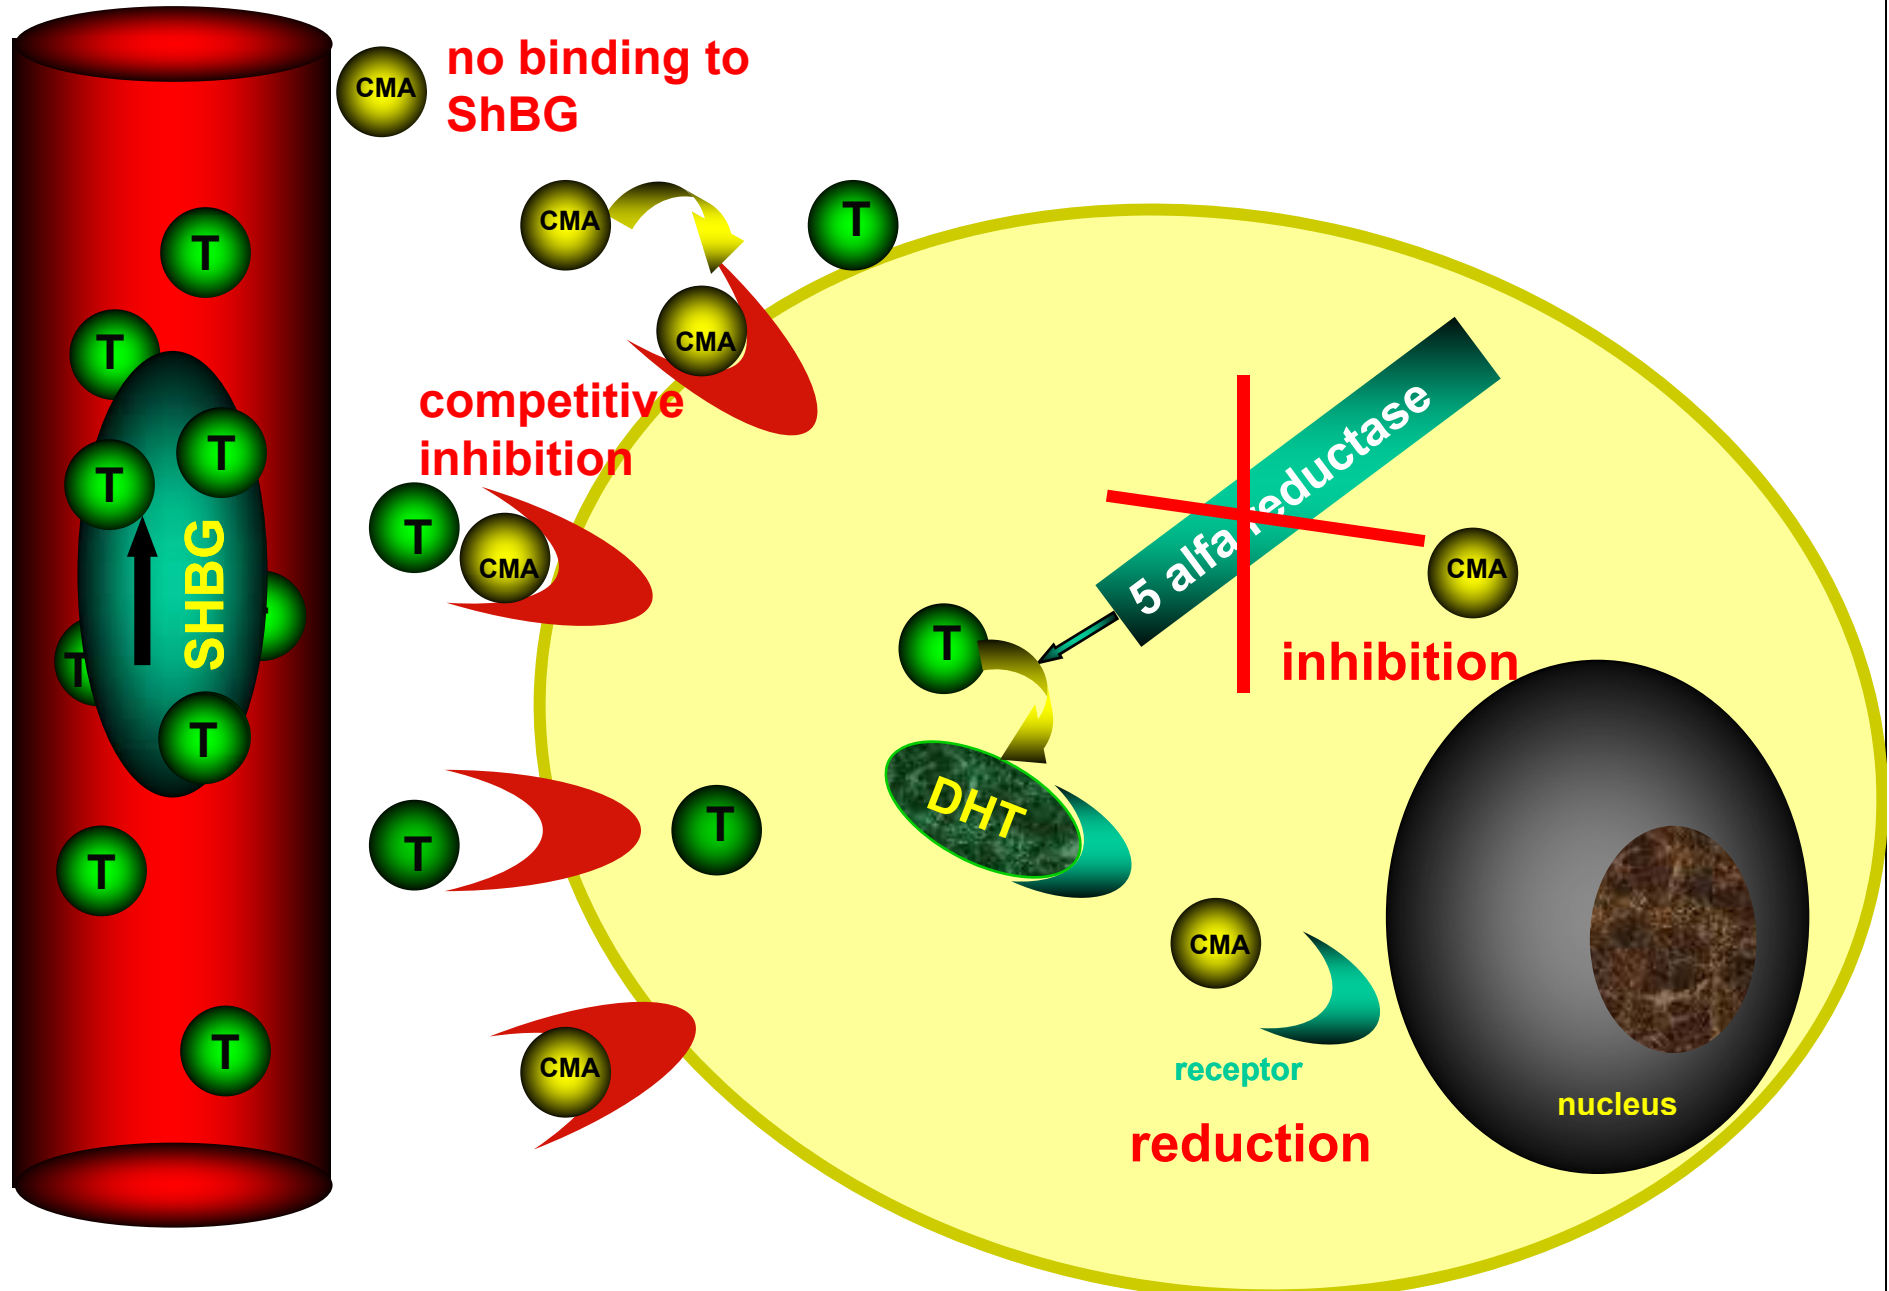 CMA
no binding to
ShBG
T
CMA
T
T
CMA
competitive
inhibition
T
T
T
CMA
SHBG
T
T
T
5 alfa reductase
CMA
inhibition
T
DHT
T
T
T
CMA
receptor
reduction
nucleus
T
CMA